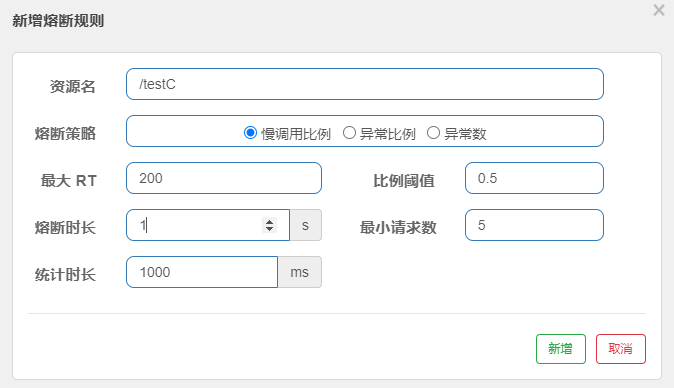 新增熔断规则
×
资源名 /testC
熔断策略 慢调用比例 异常比例 异常数
最大 RT 200 比例阈值 0.5
熔断时长 1 s 最小请求数 5
统计时长 1000 ms
新增 取消